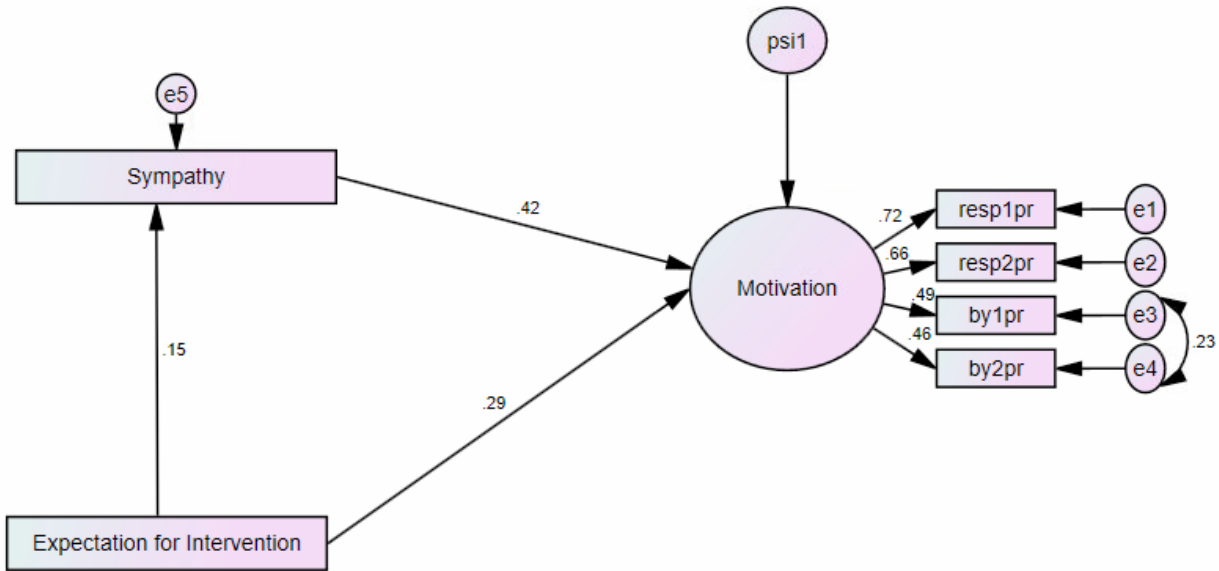 psi1
e5
Sympathy
.42
.72
resp1pr
e1
.66
resp2pr
e2
Motivation
.49
by1pr
e3
.23
.46
by2pr
e4
.15
.29
Expectation for Intervention